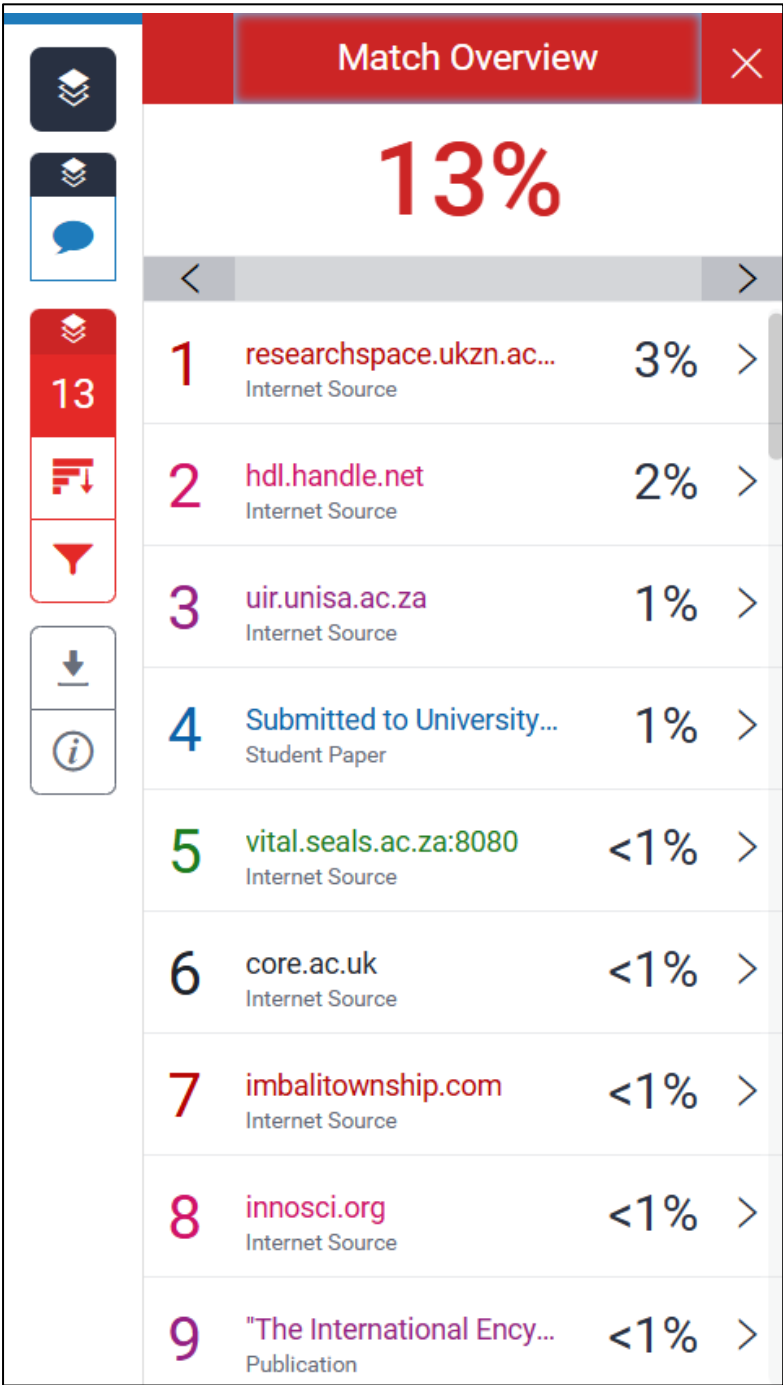 Match Overview
13%
13
1 researchspace.ukzn.ac... 3%
Internet Source
2 hdl.handle.net 2%
Internet Source
3 uir.unisa.ac.za 1%
Internet Source
4 Submitted to University... 1%
Student Paper
5 vital.seals.ac.za:8080 <1%
Internet Source
6 core.ac.uk <1%
Internet Source
7 imbalitownship.com <1%
Internet Source
8 innosci.org <1%
Internet Source
9 "The International Ency... <1%
Publication